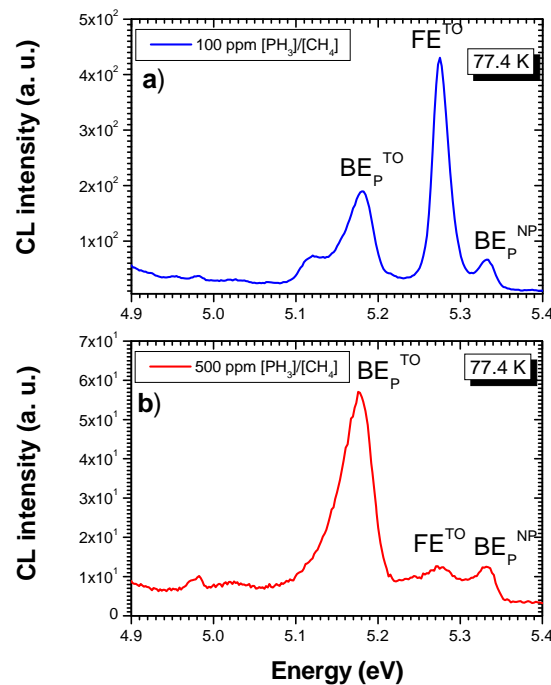 100 ppm [PH₃]/[CH₄]
a)
FE^TO
77.4 K
BE_P^TO
BE_P^NP
CL intensity (a. u.)
5x10²
4x10²
3x10²
2x10²
1x10²
4.9 5.0 5.1 5.2 5.3 5.4
500 ppm [PH₃]/[CH₄]
b)
BE_P^TO
77.4 K
FE^TO
BE_P^NP
CL intensity (a. u.)
7x10¹
6x10¹
5x10¹
4x10¹
3x10¹
2x10¹
1x10¹
0
4.9 5.0 5.1 5.2 5.3 5.4
Energy (eV)